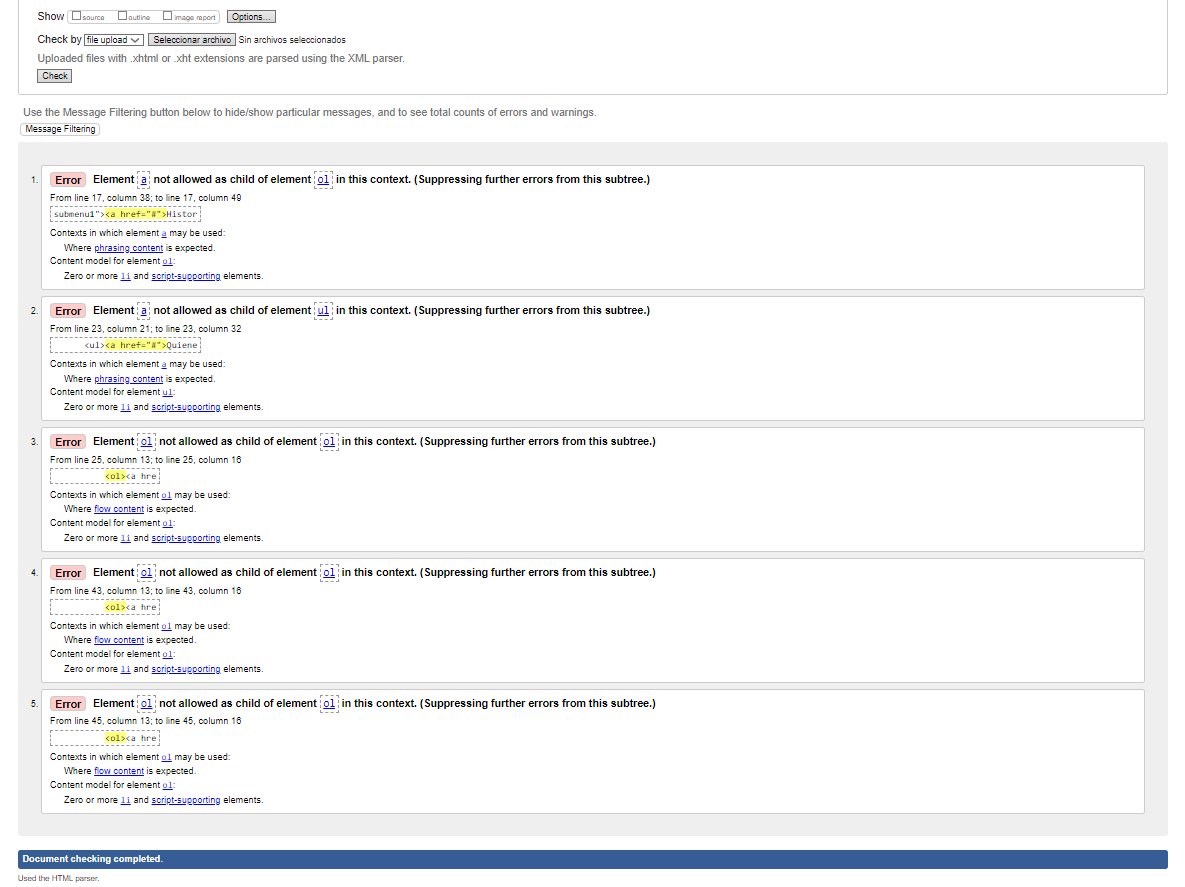 Show source outline image report Options...
Check by file upload Seleccionar archivo Sin archivos seleccionados
Uploaded files with .xhtml or .xht extensions are parsed using the XML parser.
Check
Use the Message Filtering button below to hide/show particular messages, and to see total counts of errors and warnings.
Message Filtering
1. Error Element a not allowed as child of element ol in this context. (Suppressing further errors from this subtree.)
From line 17, column 38; to line 17, column 49
submenu1"><a href="#">Histor
Contexts in which element a may be used:
Where phrasing content is expected.
Content model for element ol:
Zero or more li and script-supporting elements.
2. Error Element a not allowed as child of element ul in this context. (Suppressing further errors from this subtree.)
From line 23, column 21; to line 23, column 32
<ul><a href="#">Quiene
Contexts in which element a may be used:
Where phrasing content is expected.
Content model for element ul:
Zero or more li and script-supporting elements.
3. Error Element ol not allowed as child of element ol in this context. (Suppressing further errors from this subtree.)
From line 25, column 13; to line 25, column 16
<ol><a hre
Contexts in which element ol may be used:
Where flow content is expected.
Content model for element ol:
Zero or more li and script-supporting elements.
4. Error Element ol not allowed as child of element ol in this context. (Suppressing further errors from this subtree.)
From line 43, column 13; to line 43, column 16
<ol><a hre
Contexts in which element ol may be used:
Where flow content is expected.
Content model for element ol:
Zero or more li and script-supporting elements.
5. Error Element ol not allowed as child of element ol in this context. (Suppressing further errors from this subtree.)
From line 45, column 13; to line 45, column 16
<ol><a hre
Contexts in which element ol may be used:
Where flow content is expected.
Content model for element ol:
Zero or more li and script-supporting elements.
Document checking completed.
Used the HTML parser.